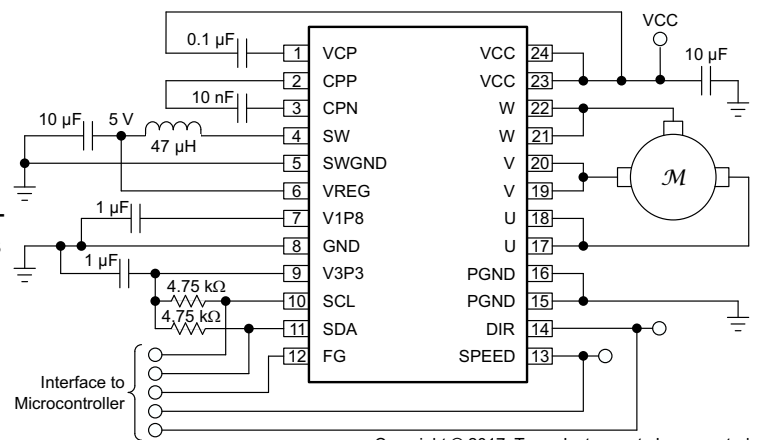 VCC
0.1 µF
10 µF
1 VCP VCC 24
2 CPP VCC 23
10 nF
3 CPN W 22
10 µF 5 V
47 µH
4 SW W 21
5 SWGND V 20
M
6 VREG V 19
1 µF
7 V1P8 U 18
8 GND U 17
1 µF
9 V3P3 PGND 16
4.75 kΩ
10 SCL PGND 15
4.75 kΩ
11 SDA DIR 14
12 FG SPEED 13
Interface to
Microcontroller